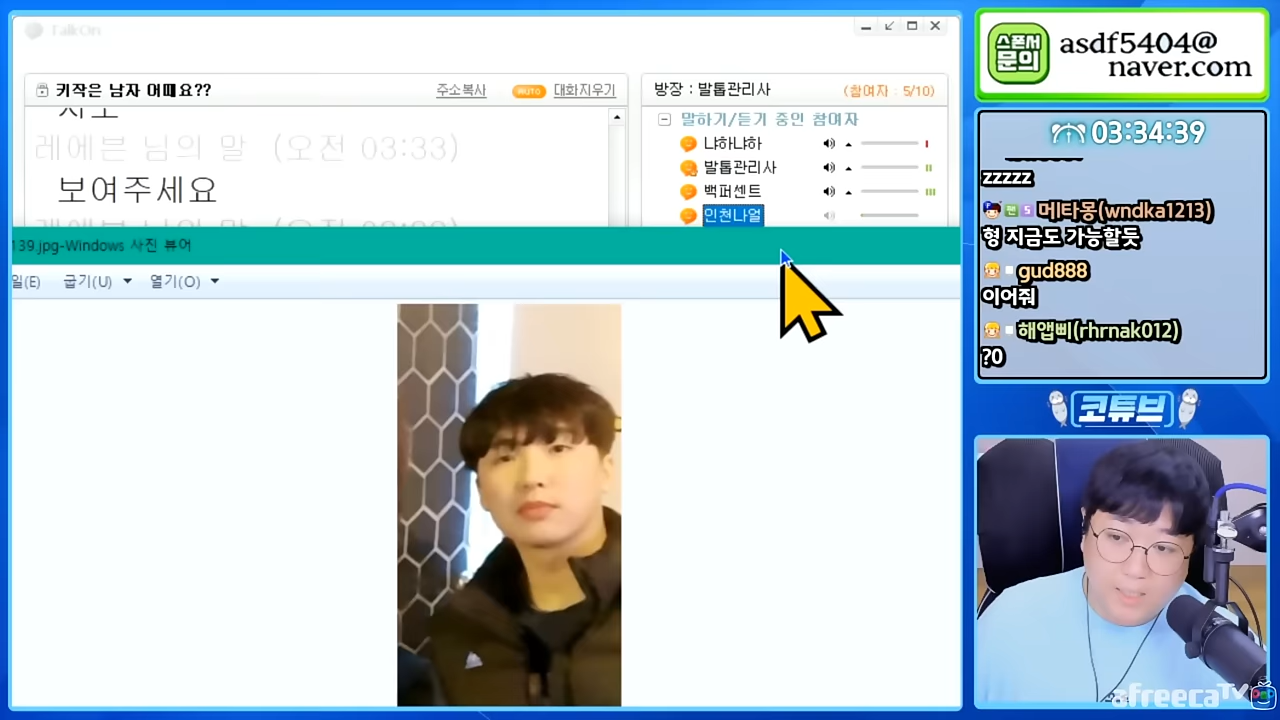 TalkOn
키작은 남자 어때요??
주소복사
AUTO
대화지우기
레에븐 님의 말 (오전 03:33)
보여주세요
방장 : 발톱관리사
(참여자 : 5/10)
말하기/듣기 중인 참여자
냐하냐하
발톱관리사
백퍼센트
인천나얼
139.jpg-Windows 사진 뷰어
일(E)
굽기(U)
열기(O)
스폰서
문의
asdf5404@
naver.com
03:34:39
zzzzz
메타몽(wndka1213)
형 지금도 가능할듯
gud888
이어줘
해앱삐(rhrnak012)
?0
코튜브
afreecaTV